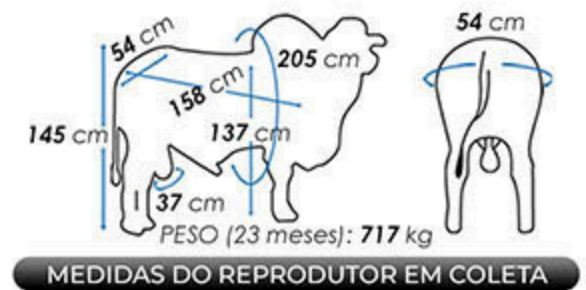 54 cm
54 cm
205 cm
158 cm
145 cm
137 cm
37 cm
PESO (23 meses): 717 kg
MEDIDAS DO REPRODUTOR EM COLETA